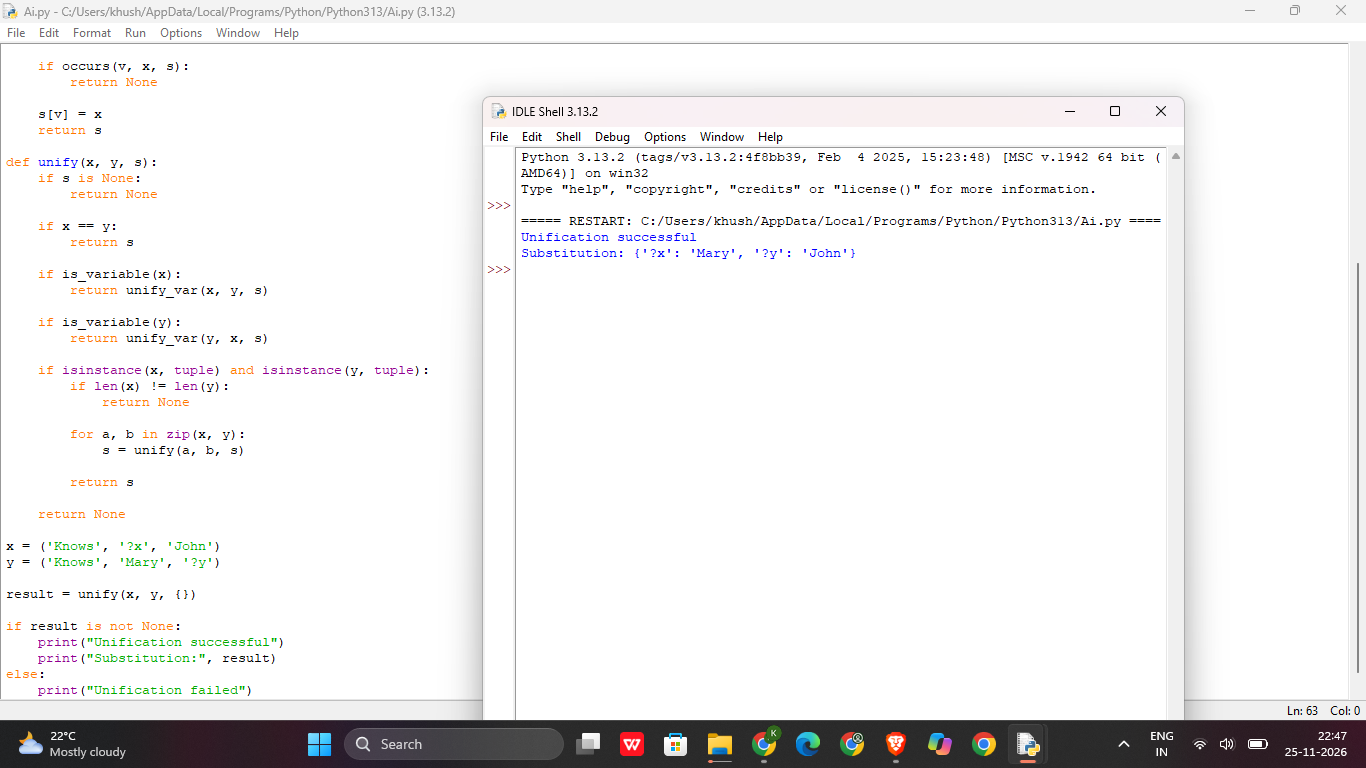 Ai.py - C:/Users/khush/AppData/Local/Programs/Python/Python313/Ai.py (3.13.2)
File Edit Format Run Options Window Help
    if occurs(v, x, s):
        return None

    s[v] = x
    return s

def unify(x, y, s):
    if s is None:
        return None

    if x == y:
        return s

    if is_variable(x):
        return unify_var(x, y, s)

    if is_variable(y):
        return unify_var(y, x, s)

    if isinstance(x, tuple) and isinstance(y, tuple):
        if len(x) != len(y):
            return None

        for a, b in zip(x, y):
            s = unify(a, b, s)

        return s

    return None

x = ('Knows', '?x', 'John')
y = ('Knows', 'Mary', '?y')

result = unify(x, y, {})

if result is not None:
    print("Unification successful")
    print("Substitution:", result)
else:
    print("Unification failed")
IDLE Shell 3.13.2
File Edit Shell Debug Options Window Help
Python 3.13.2 (tags/v3.13.2:4f8bb39, Feb  4 2025, 15:23:48) [MSC v.1942 64 bit (
AMD64)] on win32
Type "help", "copyright", "credits" or "license()" for more information.
>>>
===== RESTART: C:/Users/khush/AppData/Local/Programs/Python/Python313/Ai.py ====
Unification successful
Substitution: {'?x': 'Mary', '?y': 'John'}
>>>
Ln: 63 Col: 0
22°C
Mostly cloudy
Search
W
K
ENG
IN
22:47
25-11-2026